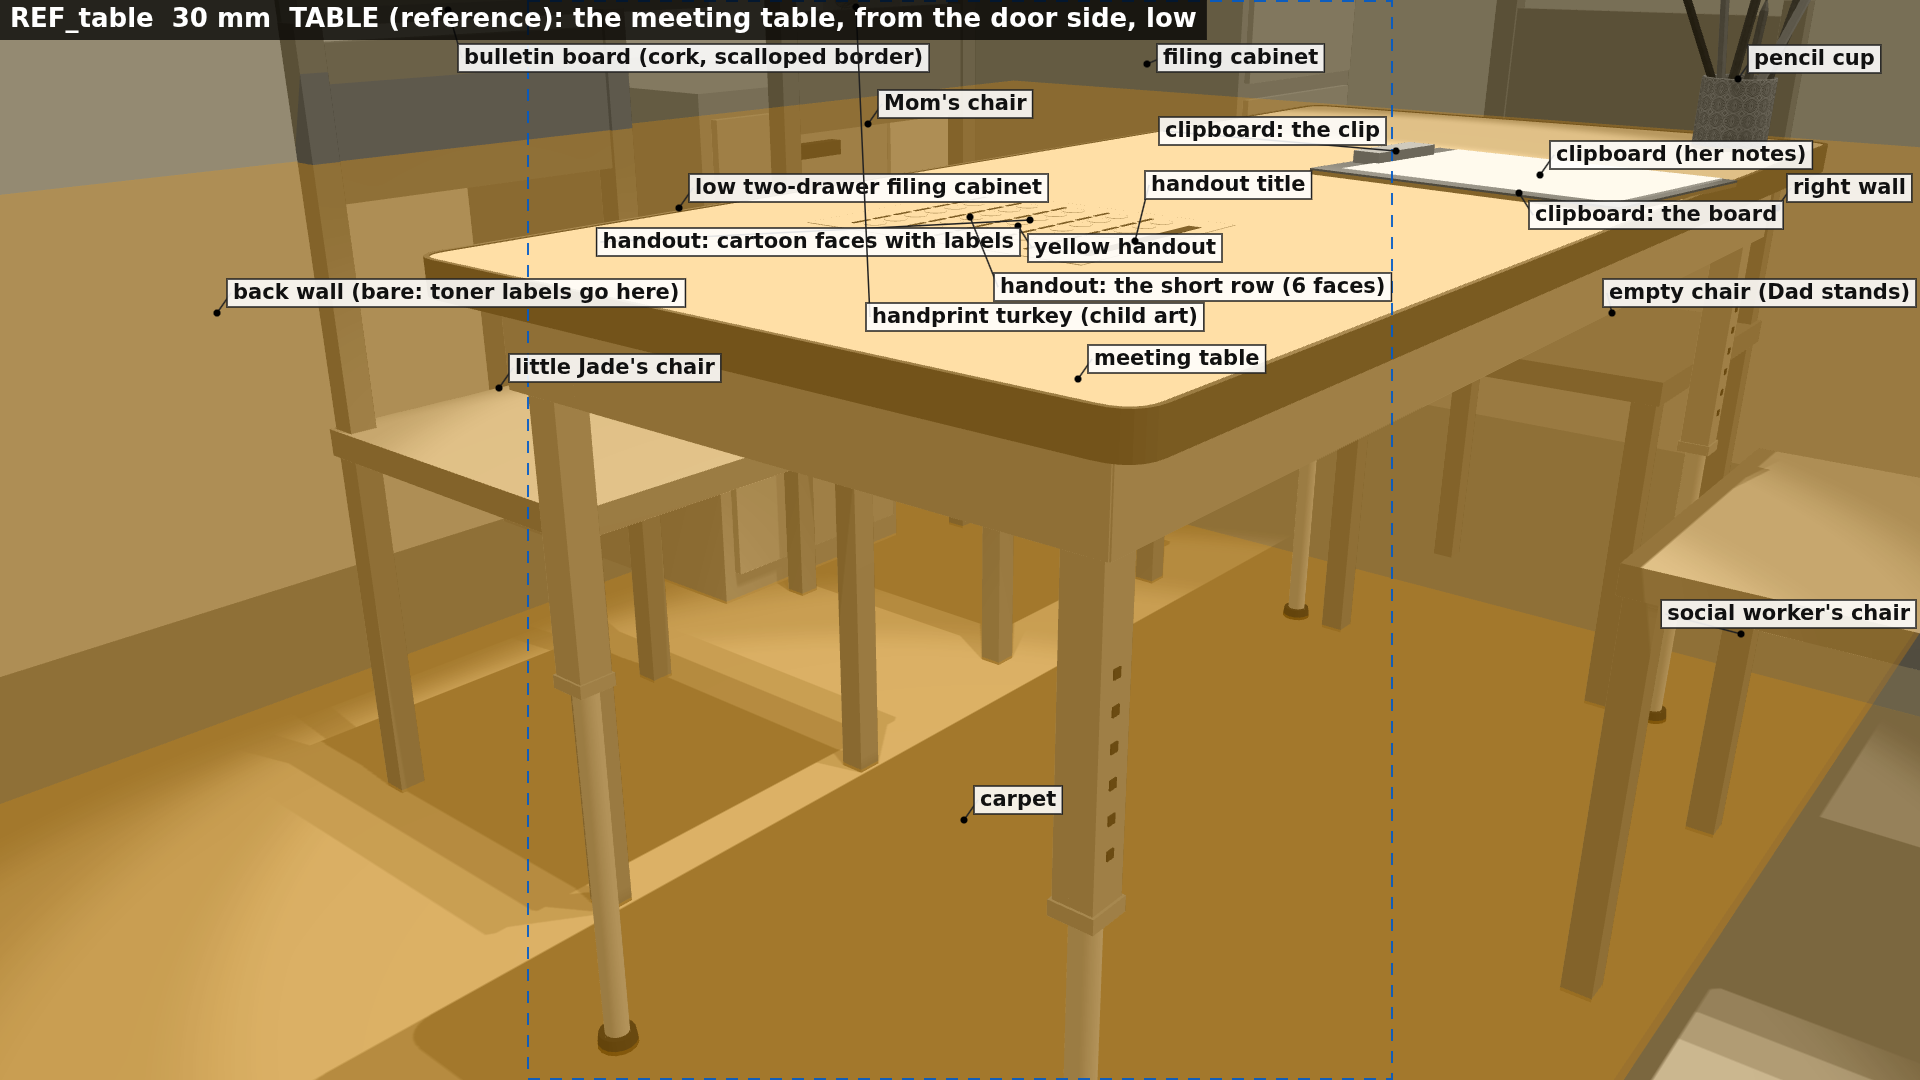 REF_table 30 mm TABLE (reference): the meeting table, from the door side, low
bulletin board (cork, scalloped border)
filing cabinet
pencil cup
Mom's chair
clipboard: the clip
clipboard (her notes)
low two-drawer filing cabinet
handout title
right wall
clipboard: the board
handout: cartoon faces with labels
yellow handout
handout: the short row (6 faces)
back wall (bare: toner labels go here)
empty chair (Dad stands)
handprint turkey (child art)
little Jade's chair
meeting table
social worker's chair
carpet